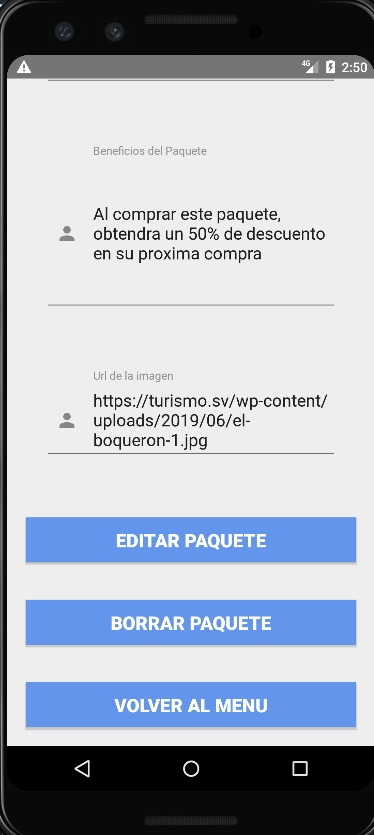 4G 2:50
Beneficios del Paquete
Al comprar este paquete,
obtendra un 50% de descuento
en su proxima compra
Url de la imagen
https://turismo.sv/wp-content/
uploads/2019/06/el-
boqueron-1.jpg
EDITAR PAQUETE
BORRAR PAQUETE
VOLVER AL MENU